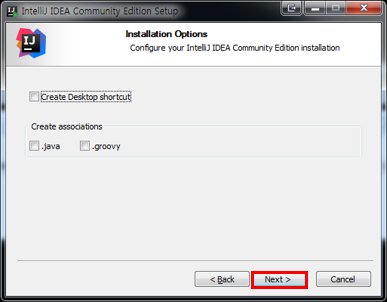 IntelliJ IDEA Community Edition Setup
IJ
Installation Options
Configure your IntelliJ IDEA Community Edition installation
Create Desktop shortcut
Create associations
.java .groovy
< Back Next > Cancel